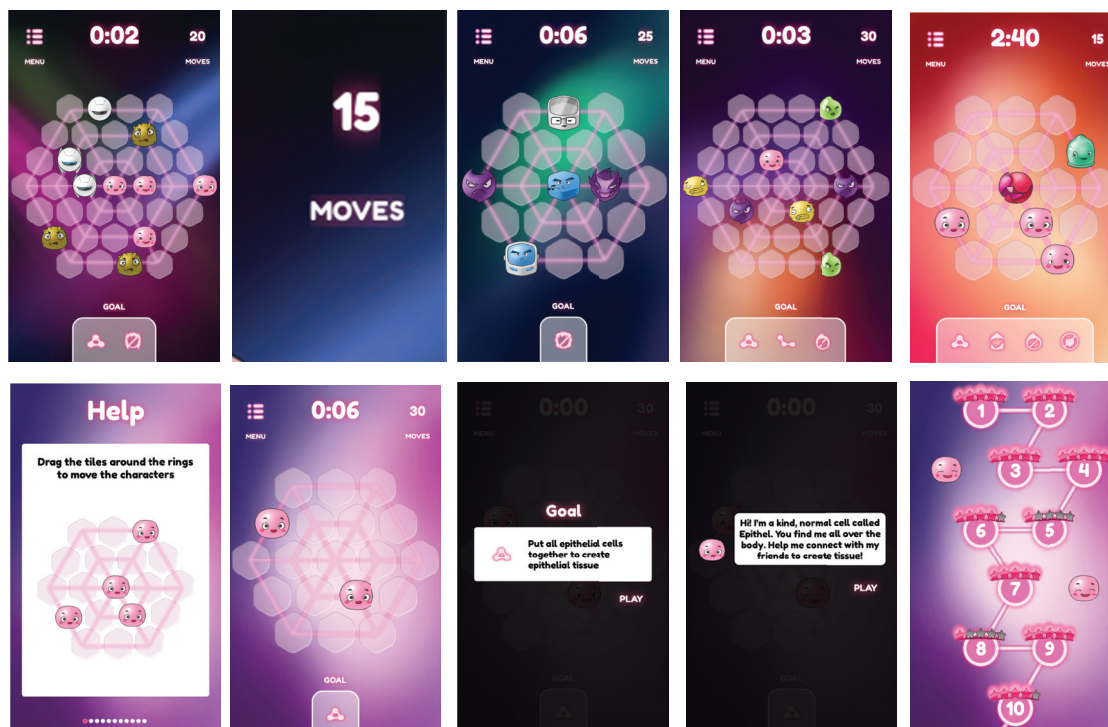 0:02
20
MENU
MOVES
GOAL
15
MOVES
0:06
25
MENU
MOVES
GOAL
0:03
30
MENU
MOVES
GOAL
2:40
15
MENU
MOVES
GOAL
Help
Drag the tiles around the rings
to move the characters
0:06
30
MENU
MOVES
GOAL
0:00
30
MENU
MOVES
Goal
Put all epithelial cells
together to create
epithelial tissue
PLAY
GOAL
0:00
30
MENU
MOVES
Hi! I'm a kind, normal cell called
Epithel. You find me all over the
body. Help me connect with my
friends to create tissue!
PLAY
GOAL
1
2
3
4
6
5
7
8
9
10